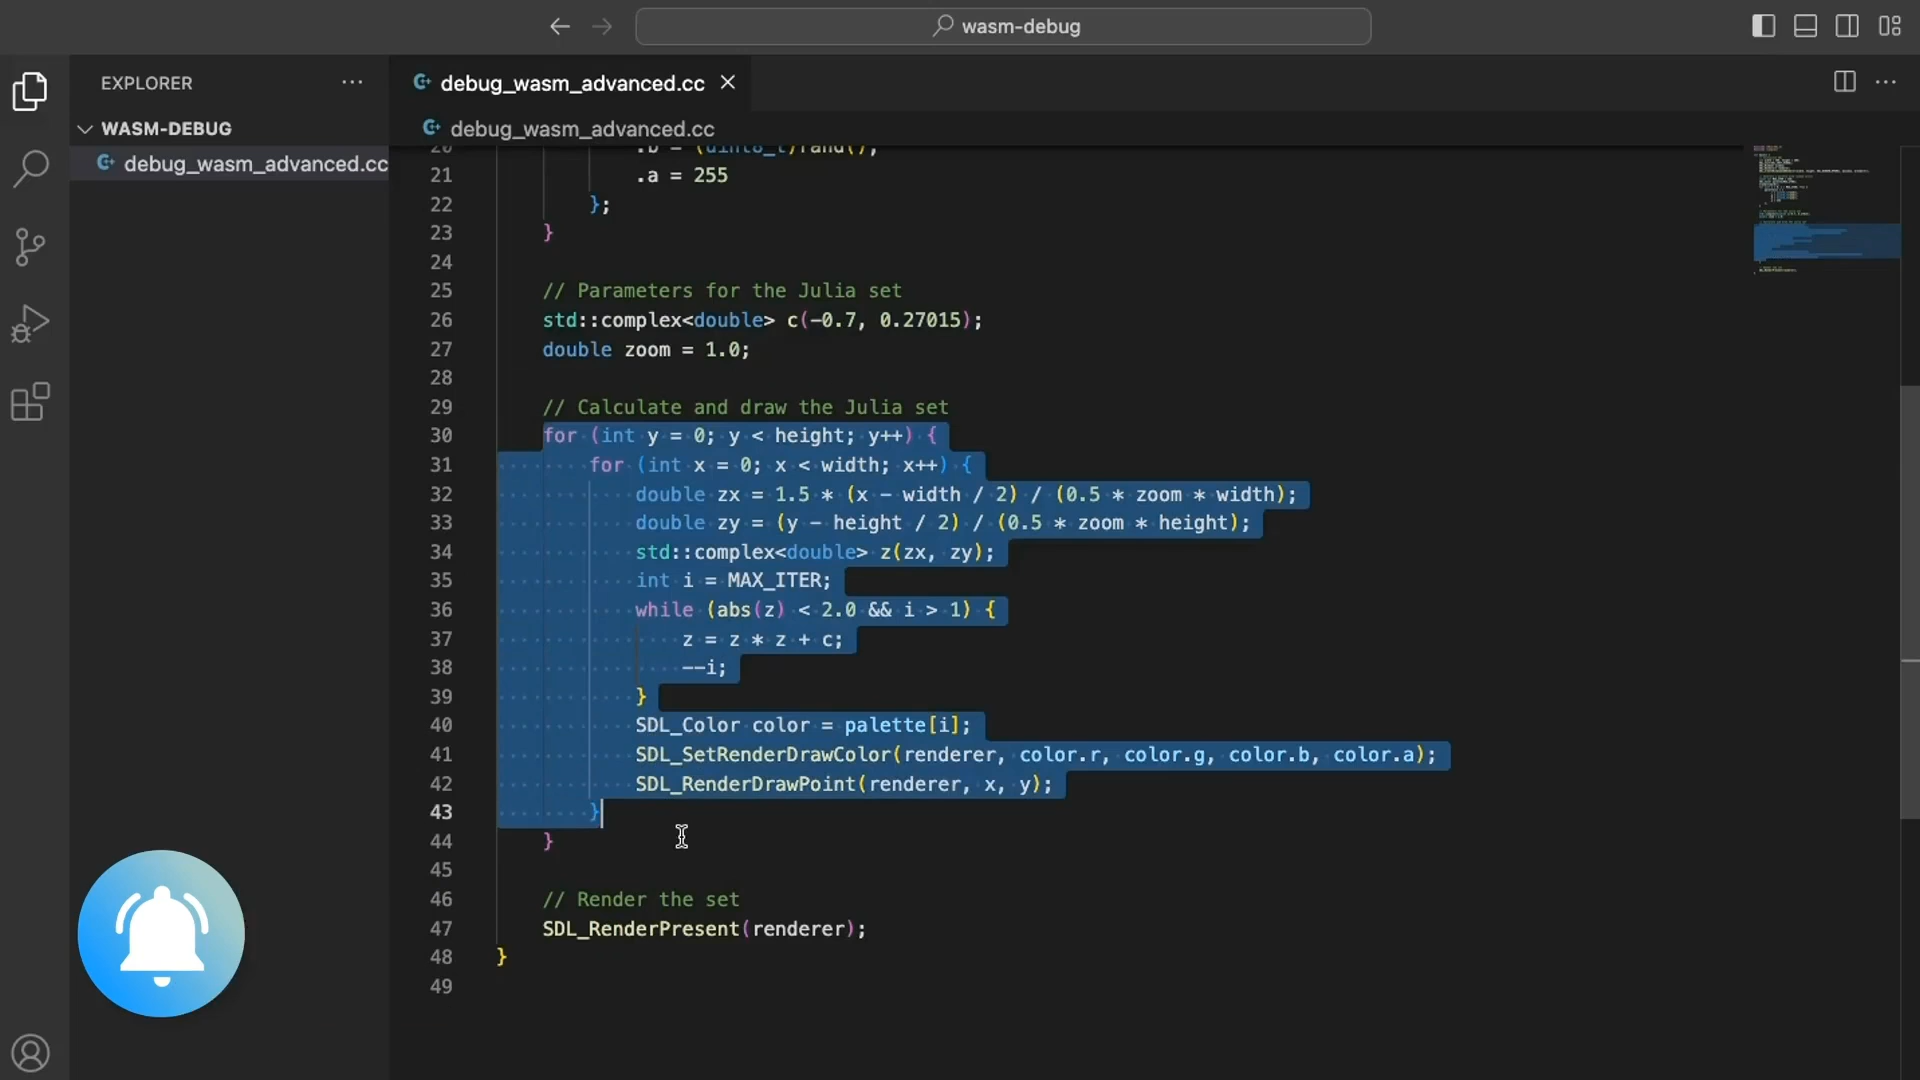 wasm-debug
EXPLORER
WASM-DEBUG
debug_wasm_advanced.cc
debug_wasm_advanced.cc
debug_wasm_advanced.cc
20 .b = (uint8_t)rand(),
21 .a = 255
22 };
23 }
24
25 // Parameters for the Julia set
26 std::complex<double> c(-0.7, 0.27015);
27 double zoom = 1.0;
28
29 // Calculate and draw the Julia set
30 for (int y = 0; y < height; y++) {
31 for (int x = 0; x < width; x++) {
32 double zx = 1.5 * (x - width / 2) / (0.5 * zoom * width);
33 double zy = (y - height / 2) / (0.5 * zoom * height);
34 std::complex<double> z(zx, zy);
35 int i = MAX_ITER;
36 while (abs(z) < 2.0 && i > 1) {
37 z = z * z + c;
38 --i;
39 }
40 SDL_Color color = palette[i];
41 SDL_SetRenderDrawColor(renderer, color.r, color.g, color.b, color.a);
42 SDL_RenderDrawPoint(renderer, x, y);
43 }
44 }
45
46 // Render the set
47 SDL_RenderPresent(renderer);
48 }
49